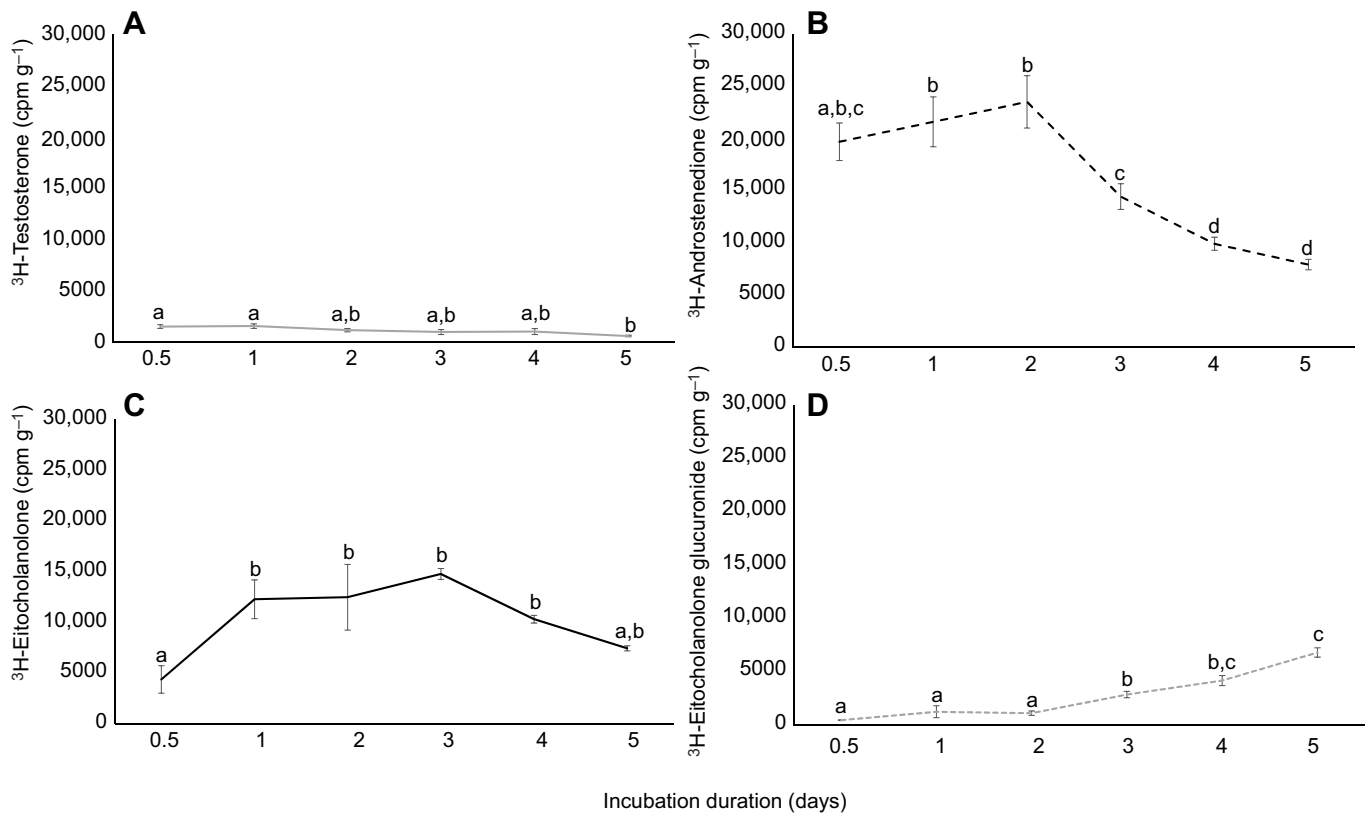 A
³H-Testosterone (cpm g⁻¹)
30,000
25,000
20,000
15,000
10,000
5000
0
a
a
a,b
a,b
a,b
b
0.5
1
2
3
4
5
B
³H-Androstenedione (cpm g⁻¹)
30,000
25,000
20,000
15,000
10,000
5000
0
a,b,c
b
b
c
d
d
0.5
1
2
3
4
5
C
³H-Eitocholanolone (cpm g⁻¹)
30,000
25,000
20,000
15,000
10,000
5000
0
a
b
b
b
b
a,b
0.5
1
2
3
4
5
D
³H-Eitocholanolone glucuronide (cpm g⁻¹)
30,000
25,000
20,000
15,000
10,000
5000
0
a
a
a
b
b,c
c
0.5
1
2
3
4
5
Incubation duration (days)